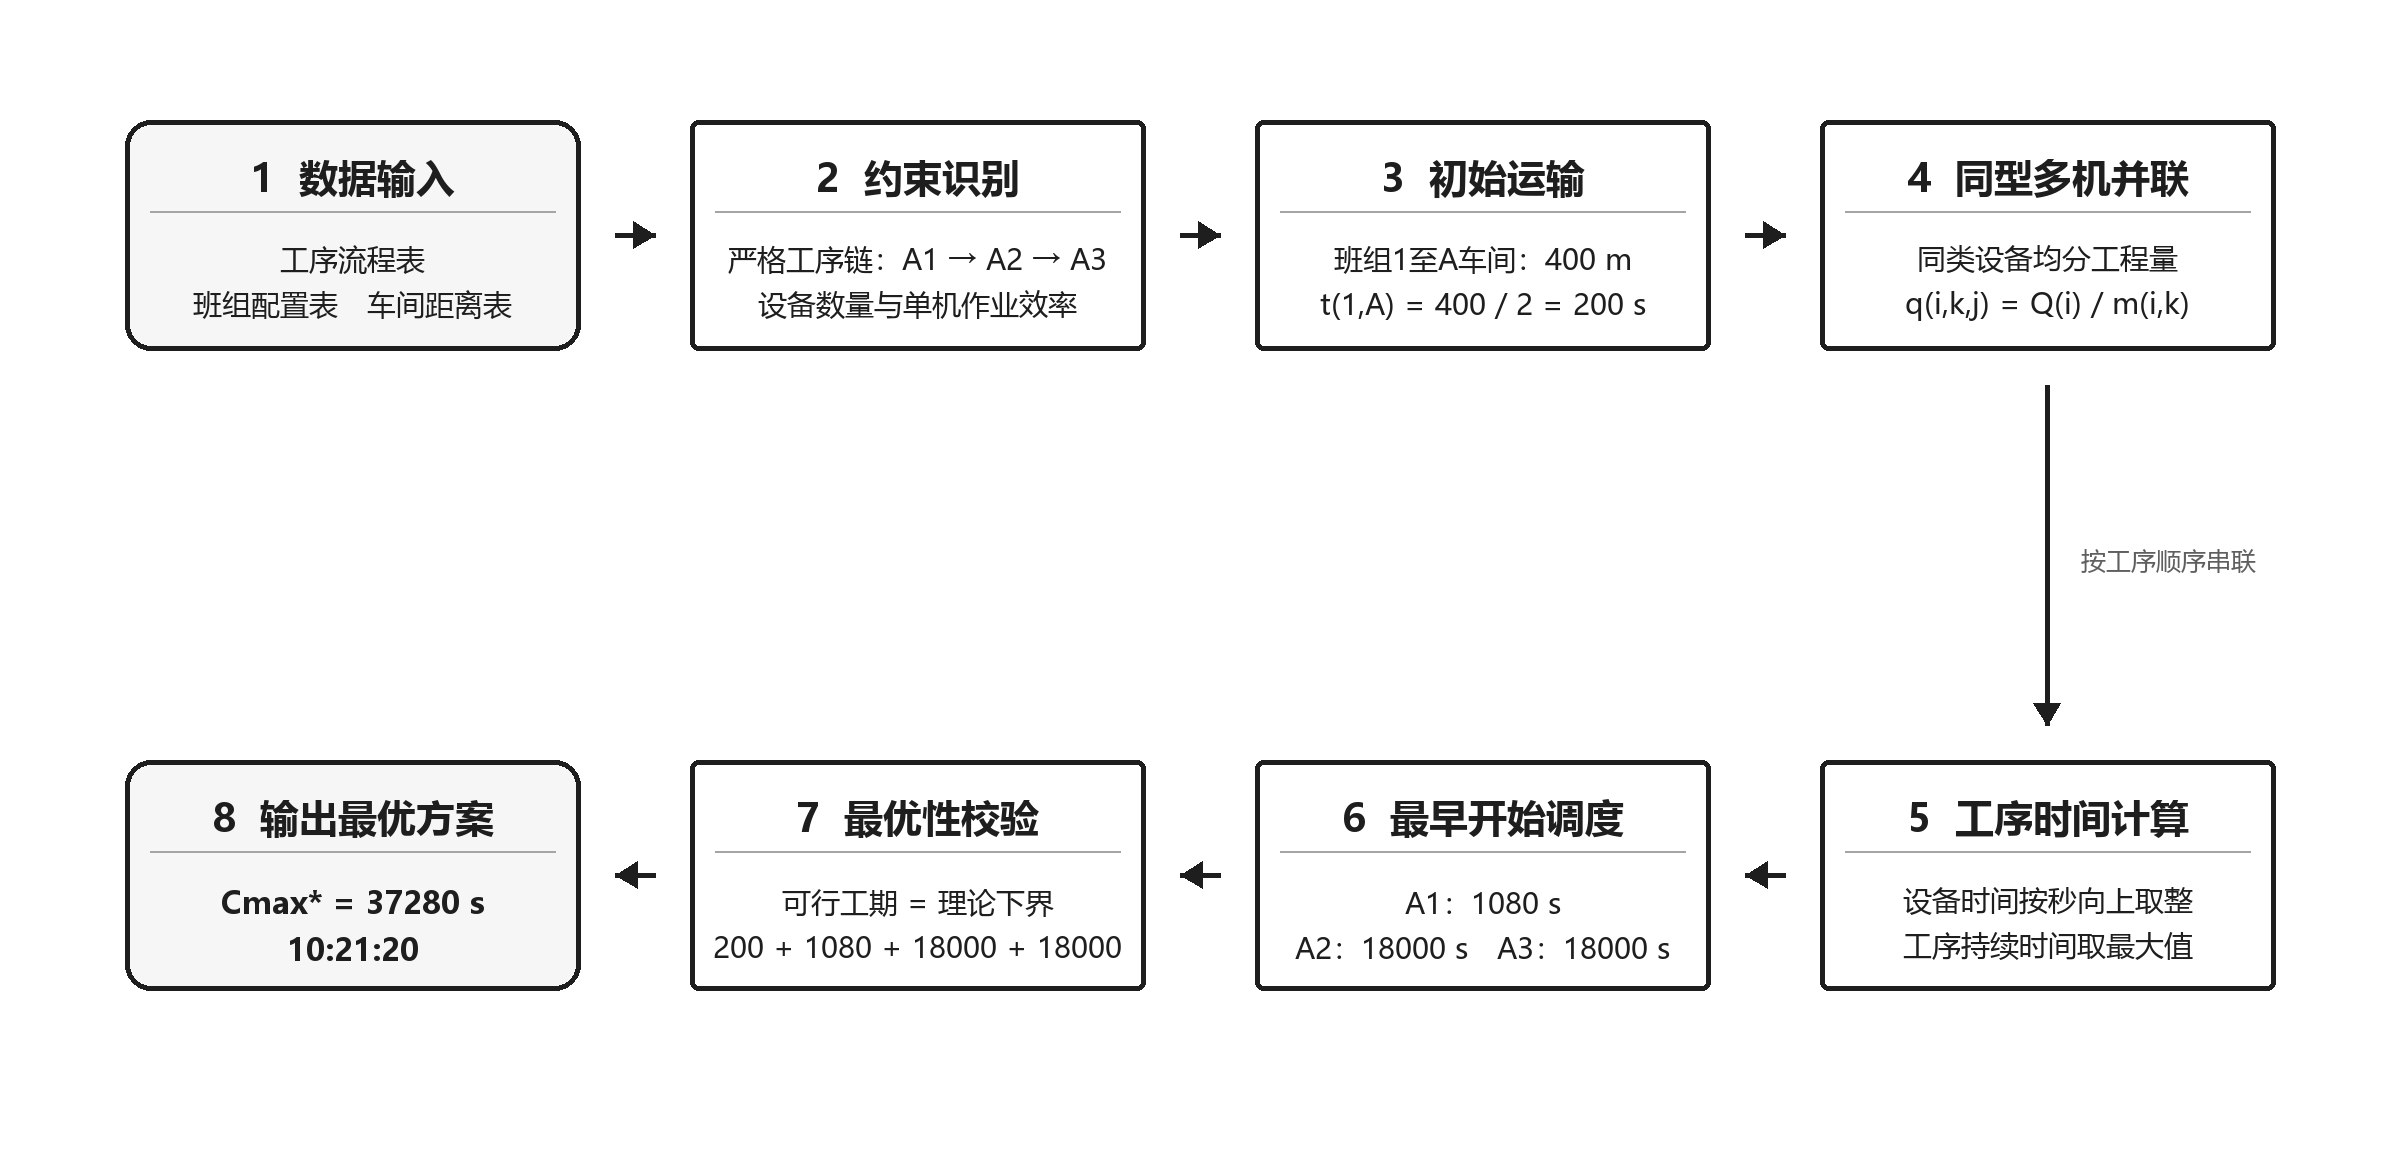 1 数据输入
工序流程表
班组配置表 车间距离表
2 约束识别
严格工序链：A1 → A2 → A3
设备数量与单机作业效率
3 初始运输
班组1至A车间：400 m
t(1,A) = 400 / 2 = 200 s
4 同型多机并联
同类设备均分工程量
q(i,k,j) = Q(i) / m(i,k)
按工序顺序串联
5 工序时间计算
设备时间按秒向上取整
工序持续时间取最大值
6 最早开始调度
A1：1080 s
A2：18000 s A3：18000 s
7 最优性校验
可行工期 = 理论下界
200 + 1080 + 18000 + 18000
8 输出最优方案
Cmax* = 37280 s
10:21:20